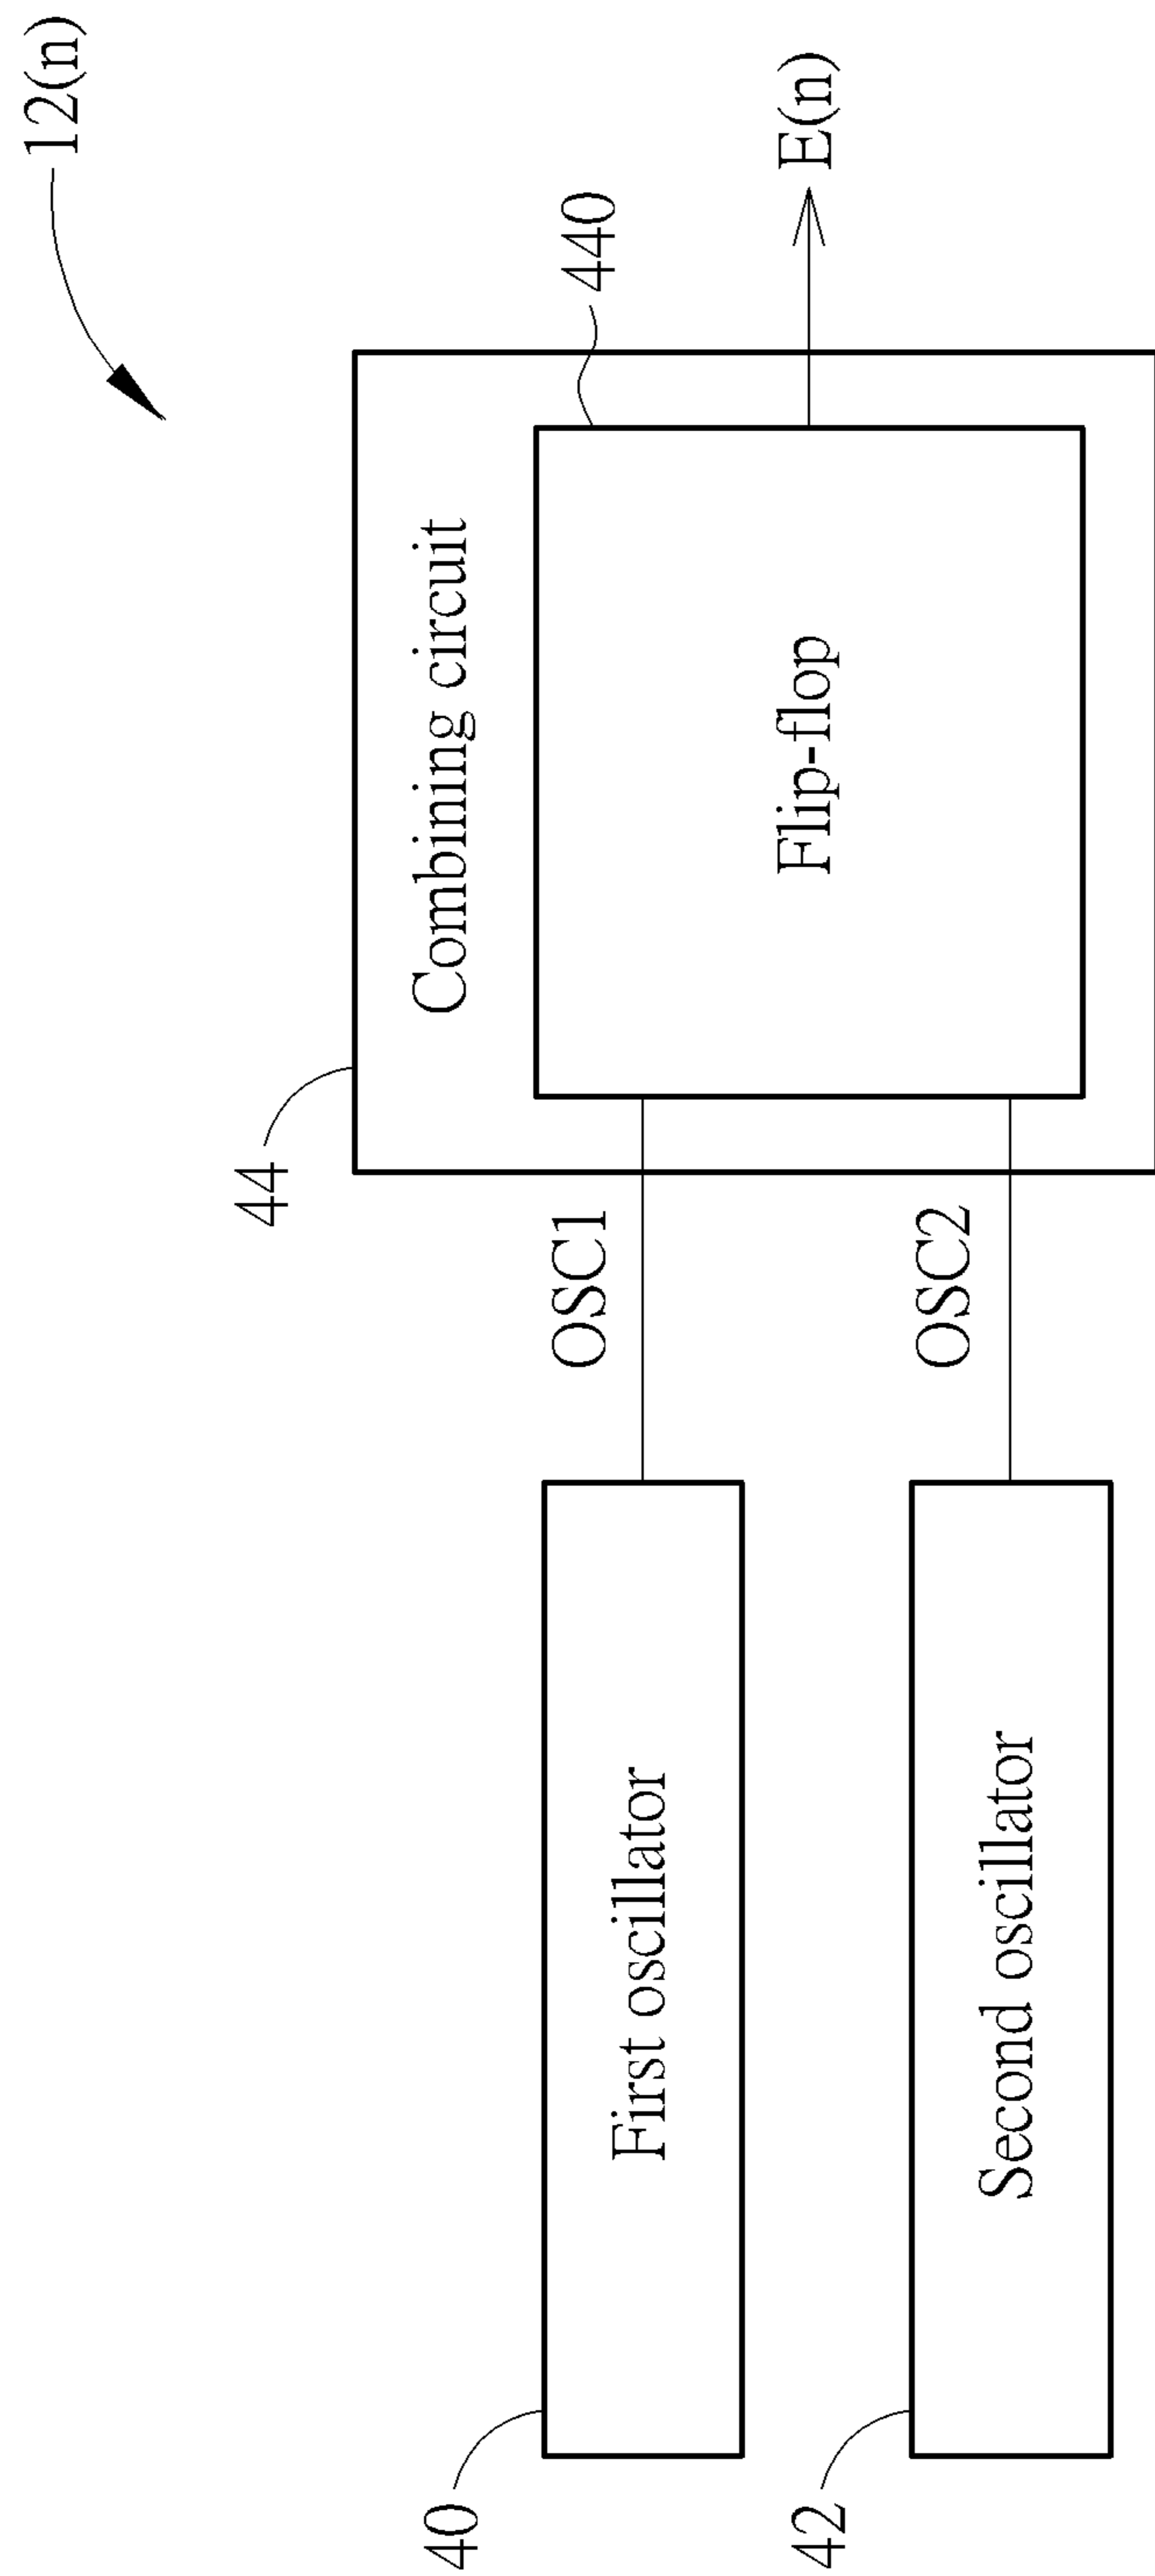 12(n)
44
Combining circuit
440
40
First oscillator
OSC1
Flip-flop
E(n)
42
Second oscillator
OSC2